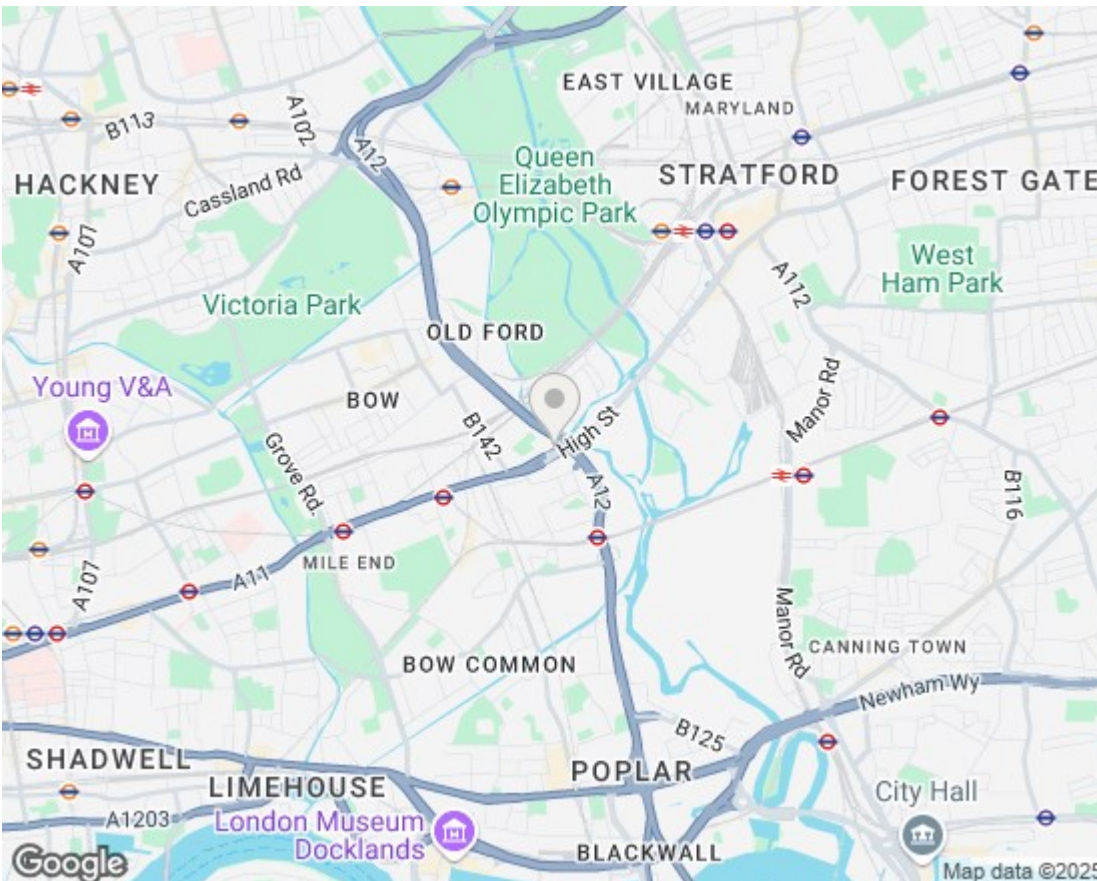 EAST VILLAGE
MARYLAND
A102
B113
A12
Queen
Elizabeth
Olympic Park
STRATFORD
FOREST GATE
HACKNEY
Cassland Rd
A107
West
Ham Park
A112
Victoria Park
OLD FORD
Young V&A
BOW
Manor Rd
B142
High St
Grove Rd.
A12
B116
MILE END
A11
A107
Manor Rd
CANNING TOWN
BOW COMMON
Newham Wy
B125
SHADWELL
LIMEHOUSE
POPLAR
City Hall
A1203
London Museum
Docklands
BLACKWALL
Google
Map data ©2025